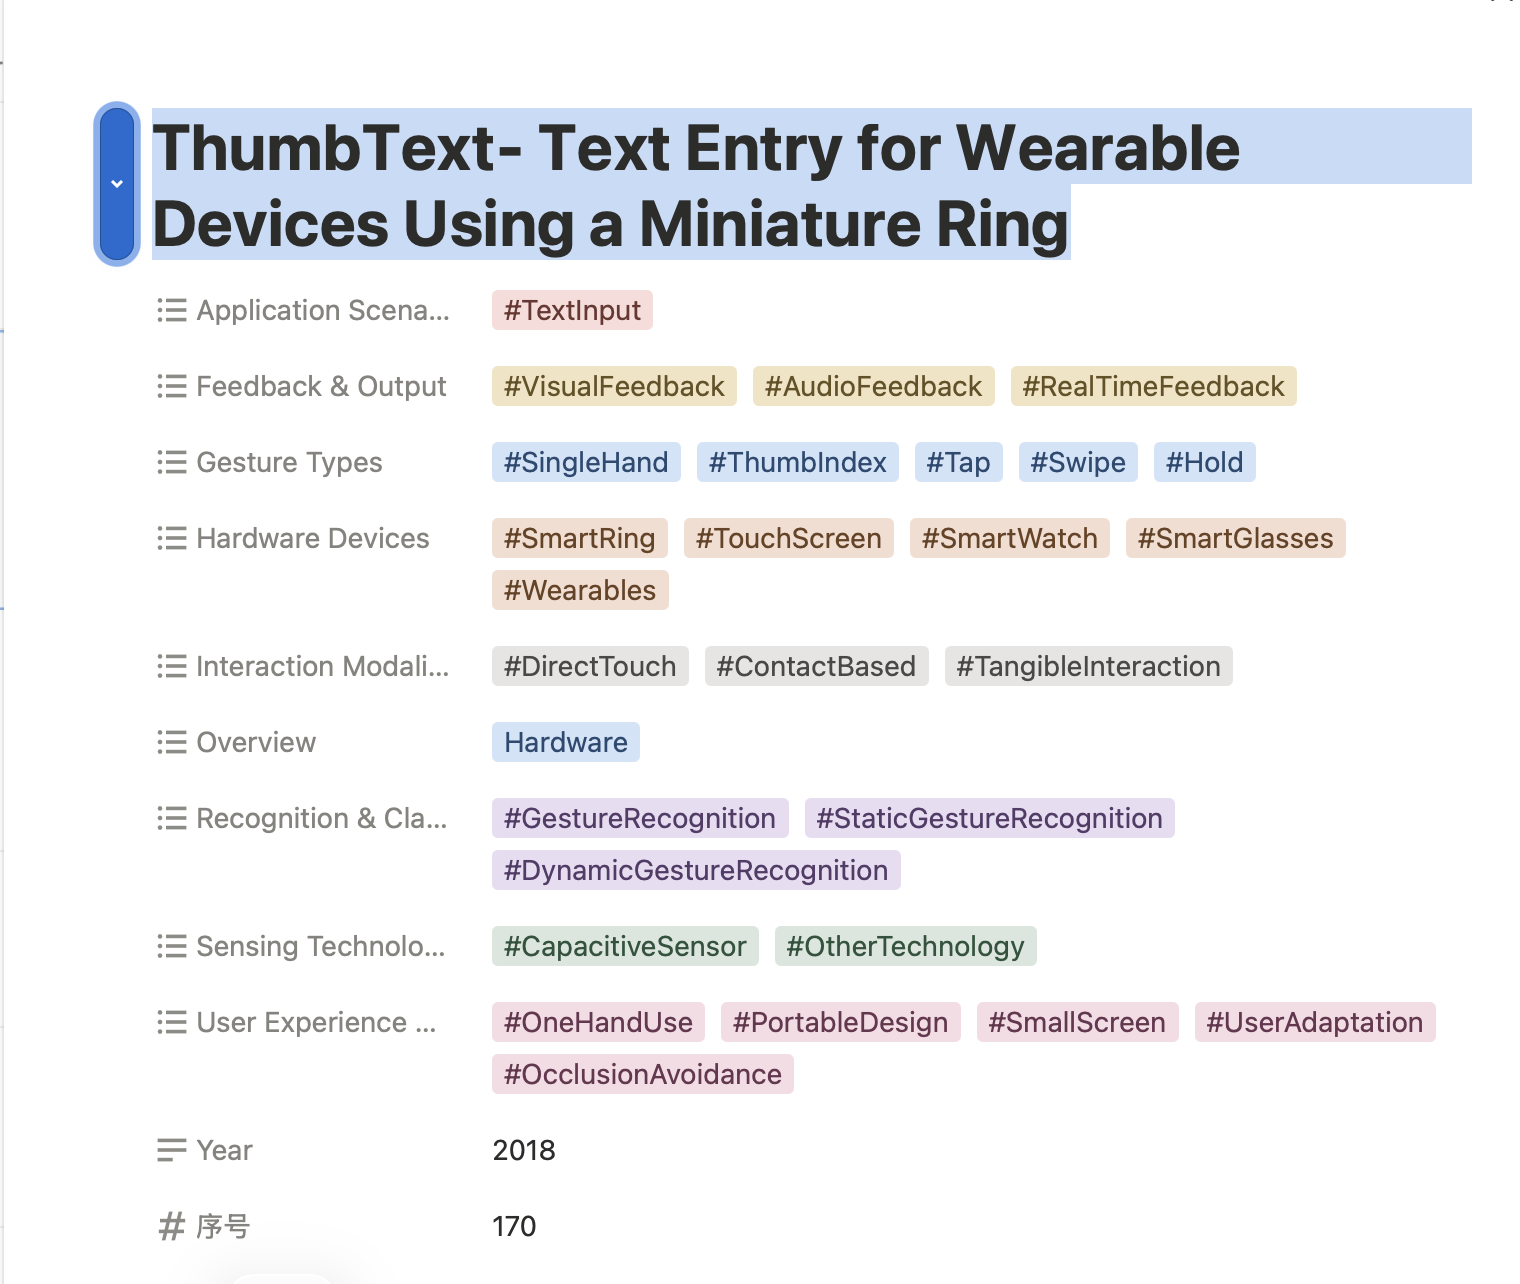 ThumbText- Text Entry for Wearable
Devices Using a Miniature Ring
Application Scena... #TextInput
Feedback & Output #VisualFeedback #AudioFeedback #RealTimeFeedback
Gesture Types #SingleHand #ThumbIndex #Tap #Swipe #Hold
Hardware Devices #SmartRing #TouchScreen #SmartWatch #SmartGlasses
#Wearables
Interaction Modali... #DirectTouch #ContactBased #TangibleInteraction
Overview Hardware
Recognition & Cla... #GestureRecognition #StaticGestureRecognition
#DynamicGestureRecognition
Sensing Technolo... #CapacitiveSensor #OtherTechnology
User Experience ... #OneHandUse #PortableDesign #SmallScreen #UserAdaptation
#OcclusionAvoidance
Year 2018
序号 170